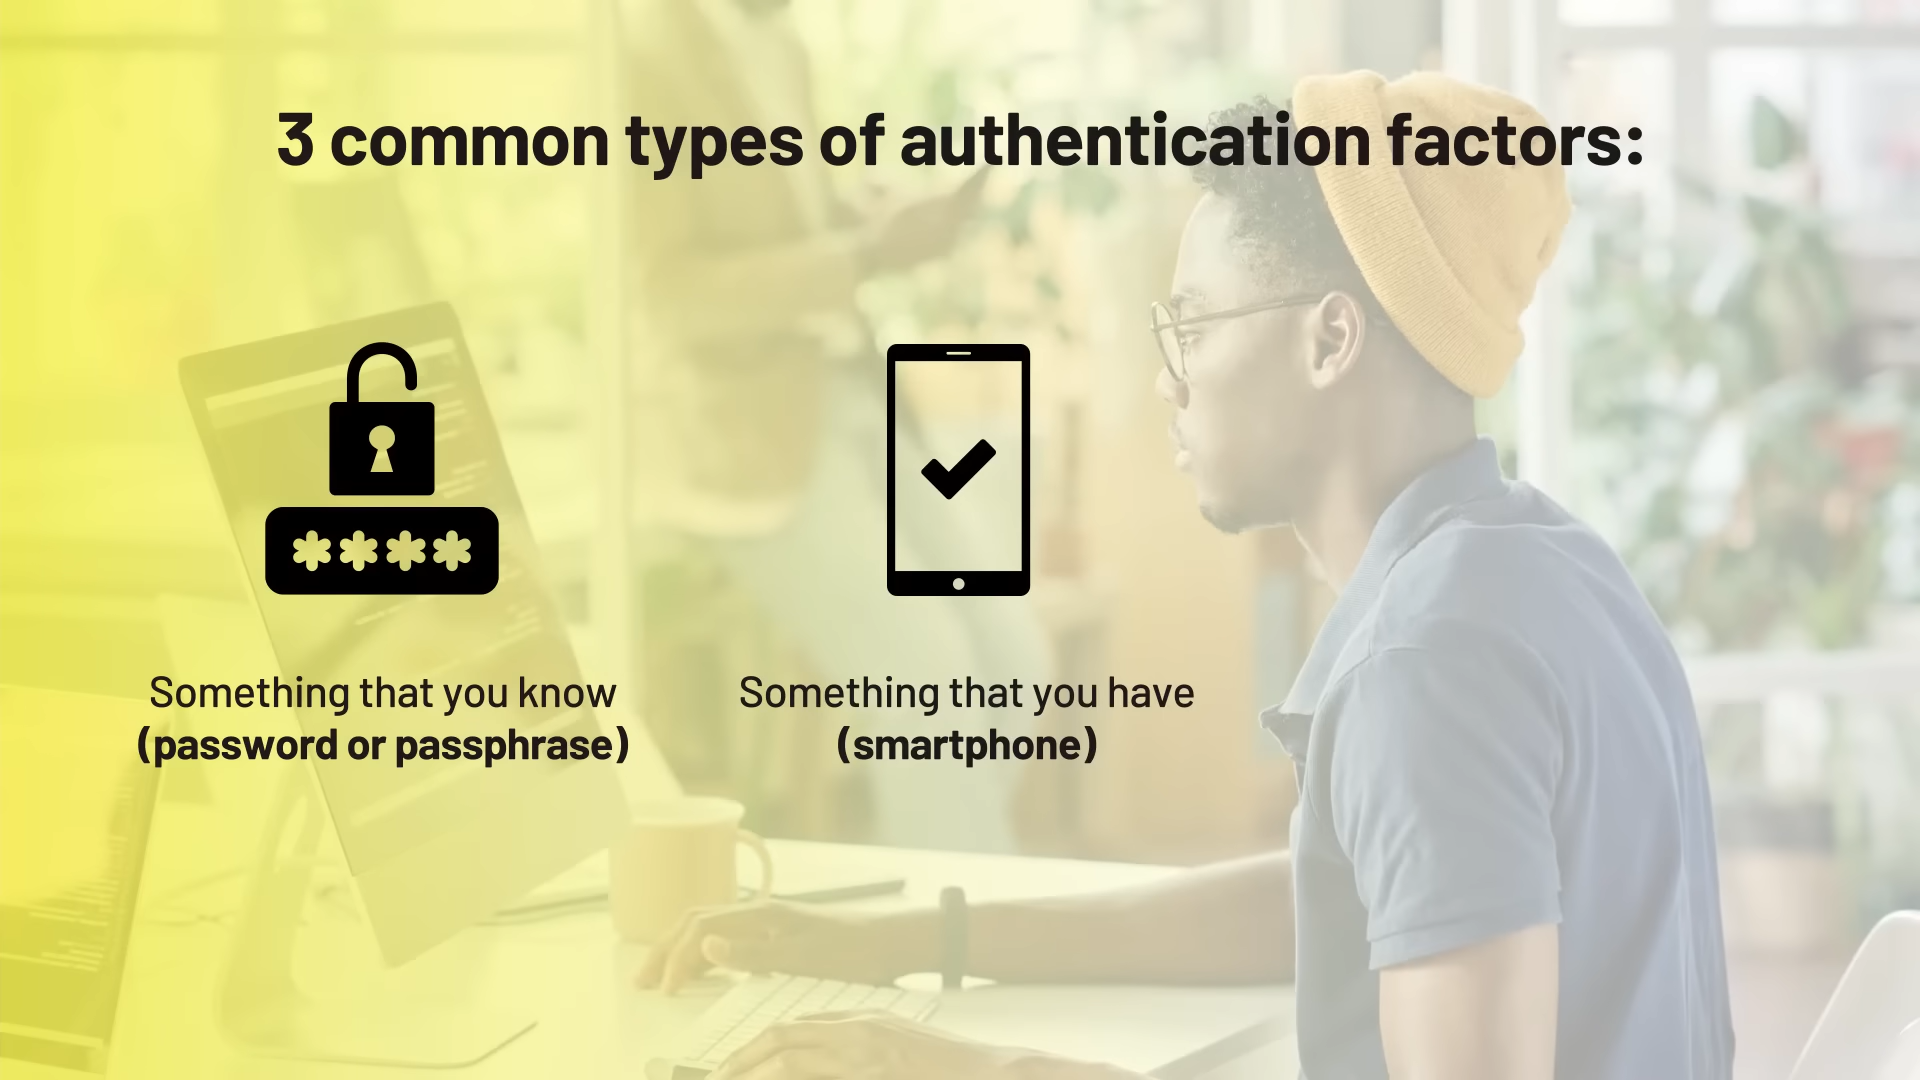 3 common types of authentication factors:
Something that you know
(password or passphrase)
Something that you have
(smartphone)